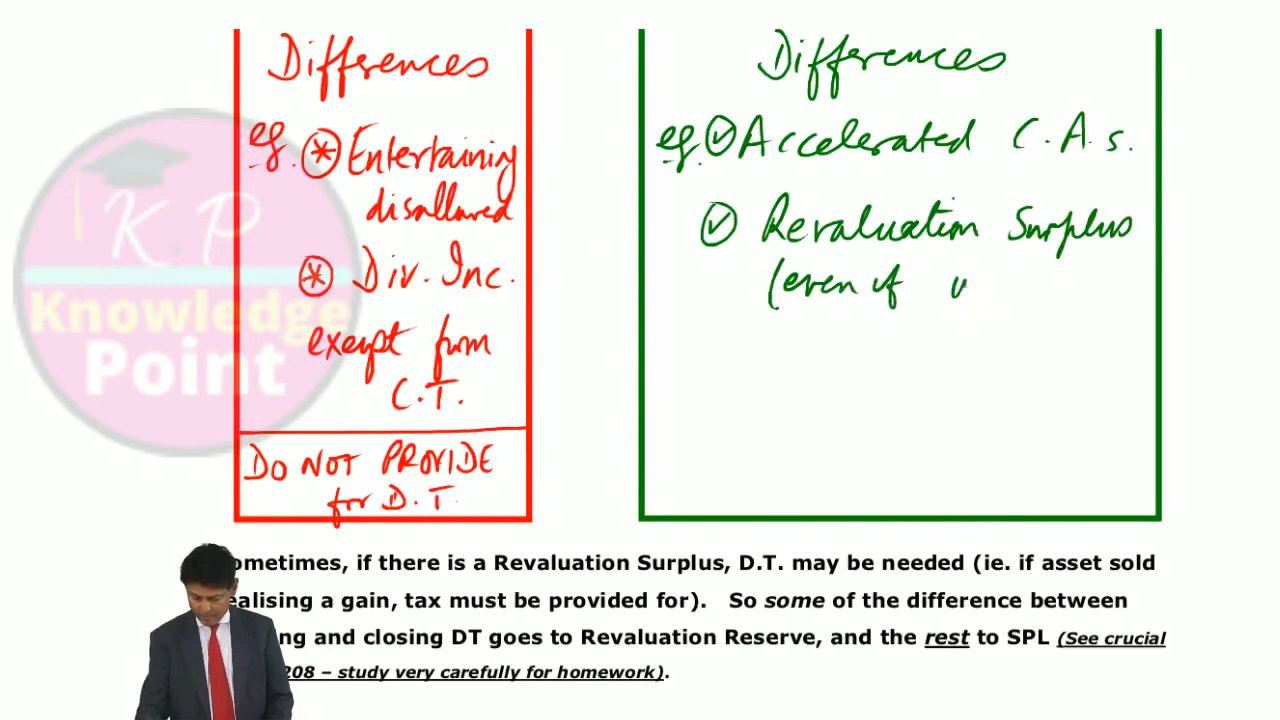 Differences
eg. Entertaining
disallowed
Div. Inc.
exempt from
C.T.
DO NOT PROVIDE
for D.T.
Differences
eg. Accelerated C.A.s.
Revaluation Surplus
(even if
K.P
Knowledge
Point
ometimes, if there is a Revaluation Surplus, D.T. may be needed (ie. if asset sold
ealising a gain, tax must be provided for). So some of the difference between
ng and closing DT goes to Revaluation Reserve, and the rest to SPL (See crucial
208 – study very carefully for homework).